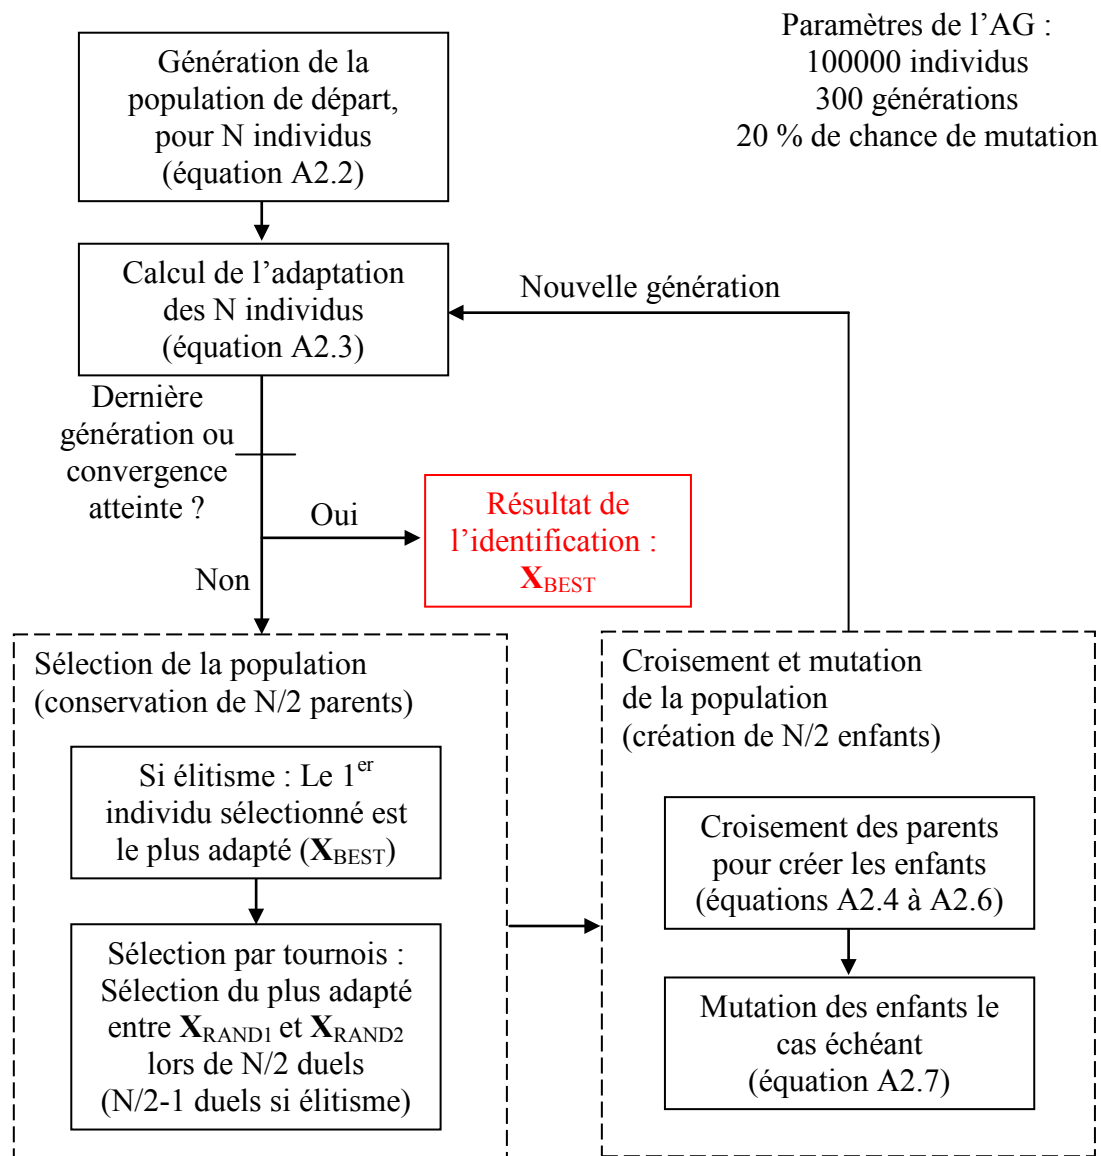 Paramètres de l’AG :
100000 individus
300 générations
20 % de chance de mutation
Génération de la
population de départ,
pour N individus
(équation A2.2)
Calcul de l’adaptation
des N individus
(équation A2.3)
Nouvelle génération
Dernière
génération ou
convergence
atteinte ?
Oui
Résultat de
l’identification :
XBEST
Non
Sélection de la population
(conservation de N/2 parents)
Si élitisme : Le 1er
individu sélectionné est
le plus adapté (XBEST)
Sélection par tournois :
Sélection du plus adapté
entre XRAND1 et XRAND2
lors de N/2 duels
(N/2-1 duels si élitisme)
Croisement et mutation
de la population
(création de N/2 enfants)
Croisement des parents
pour créer les enfants
(équations A2.4 à A2.6)
Mutation des enfants le
cas échéant
(équation A2.7)